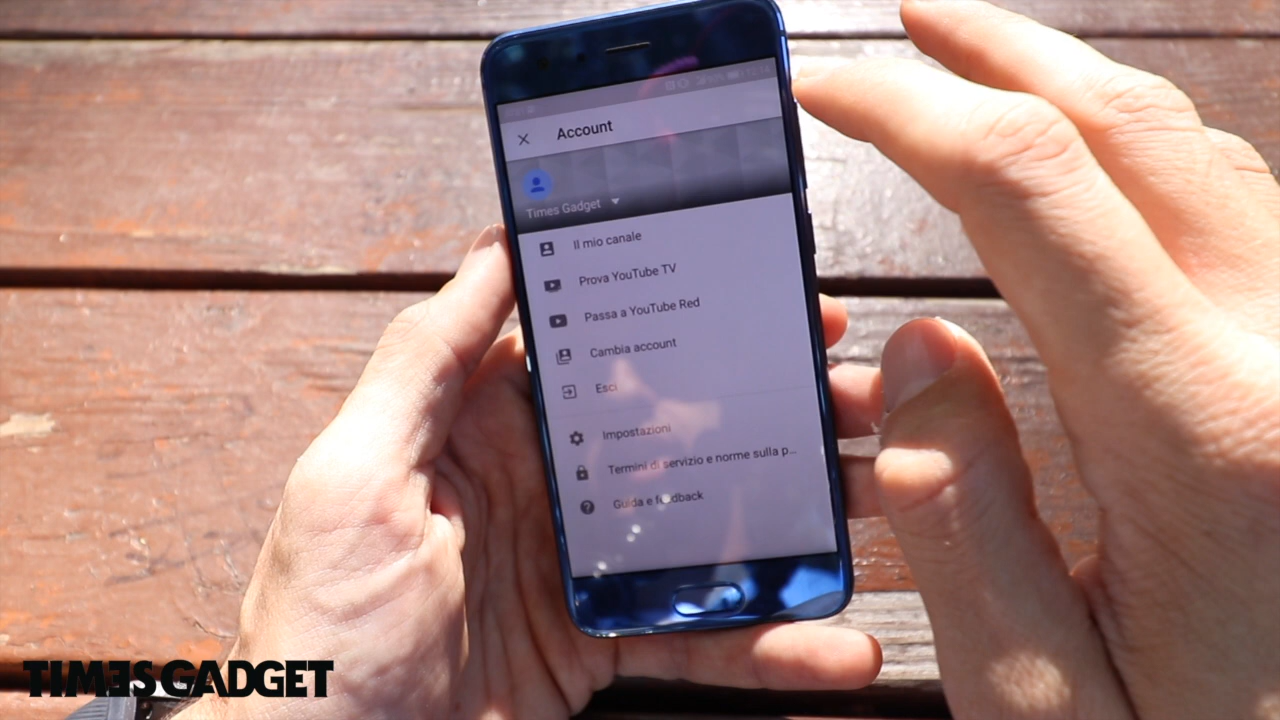 Account
Times Gadget
Il mio canale
Prova YouTube TV
Passa a YouTube Red
Cambia account
Esci
Impostazioni
Termini di servizio e norme sulla p...
Guida e feedback
TIMES GADGET